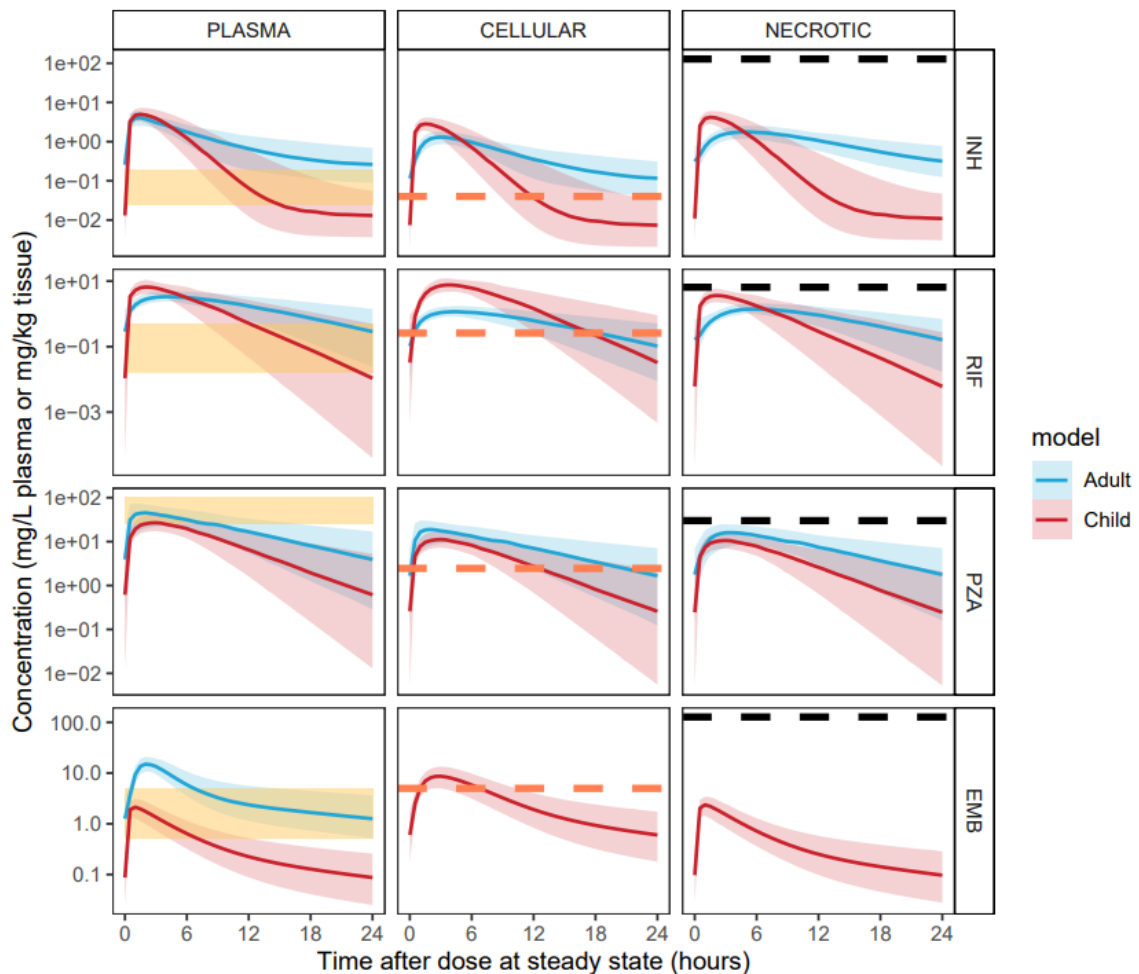 PLASMA CELLULAR NECROTIC
Concentration (mg/L plasma or mg/kg tissue)
1e+02
1e+01
1e+00
1e-01
1e-02
INH
1e+01
1e-01
1e-03
RIF
1e+02
1e+01
1e+00
1e-01
1e-02
PZA
100.0
10.0
1.0
0.1
EMB
0 6 12 18 24 0 6 12 18 24 0 6 12 18 24
Time after dose at steady state (hours)
model
Adult
Child